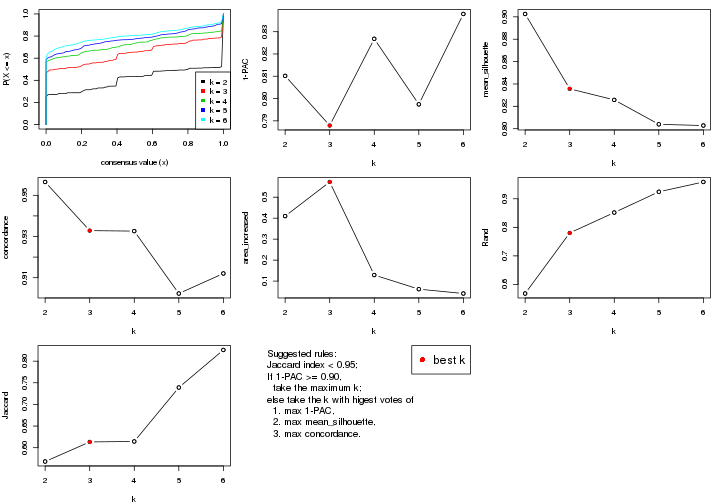 P(X <= x)
0.0 0.2 0.4 0.6 0.8 1.0
0.0 0.2 0.4 0.6 0.8 1.0
consensus value (x)
k = 2
k = 3
k = 4
k = 5
k = 6
1-PAC
0.79 0.80 0.81 0.82 0.83
2 3 4 5 6
k
mean_silhouette
0.80 0.82 0.84 0.86 0.88 0.90
2 3 4 5 6
k
concordance
0.91 0.93 0.95
2 3 4 5 6
k
area_increased
0.1 0.2 0.3 0.4 0.5
2 3 4 5 6
k
Rand
0.6 0.7 0.8 0.9
2 3 4 5 6
k
Jaccard
0.60 0.65 0.70 0.75 0.80
2 3 4 5 6
k
Suggested rules:
Jaccard index < 0.95;
If 1-PAC >= 0.90,
take the maximum k;
else take the k with higest votes of
1. max 1-PAC,
2. max mean_silhouette,
3. max concordance.
best k